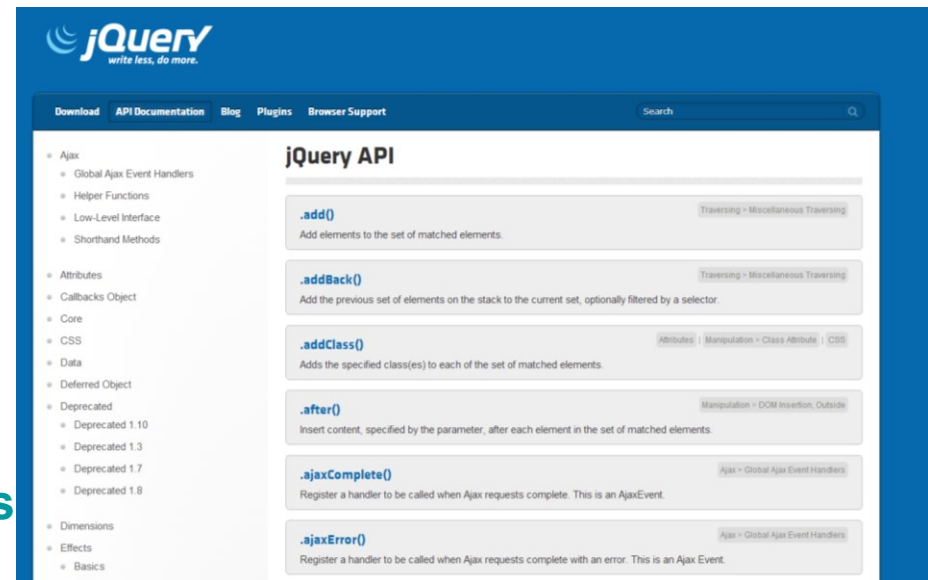 jQuery
write less, do more.
Download API Documentation Blog Plugins Browser Support Search
Ajax
Global Ajax Event Handlers
Helper Functions
Low-Level Interface
Shorthand Methods
Attributes
Callbacks Object
Core
CSS
Data
Deferred Object
Deprecated
Deprecated 1.10
Deprecated 1.3
Deprecated 1.7
Deprecated 1.8
Dimensions
Effects
Basics
s
jQuery API
.add() Traversing > Miscellaneous Traversing
Add elements to the set of matched elements.
.addBack() Traversing > Miscellaneous Traversing
Add the previous set of elements on the stack to the current set, optionally filtered by a selector.
.addClass() Attributes | Manipulation > Class Attribute | CSS
Adds the specified class(es) to each of the set of matched elements.
.after() Manipulation > DOM Insertion, Outside
Insert content, specified by the parameter, after each element in the set of matched elements.
.ajaxComplete() Ajax > Global Ajax Event Handlers
Register a handler to be called when Ajax requests complete. This is an AjaxEvent.
.ajaxError() Ajax > Global Ajax Event Handlers
Register a handler to be called when Ajax requests complete with an error. This is an Ajax Event.